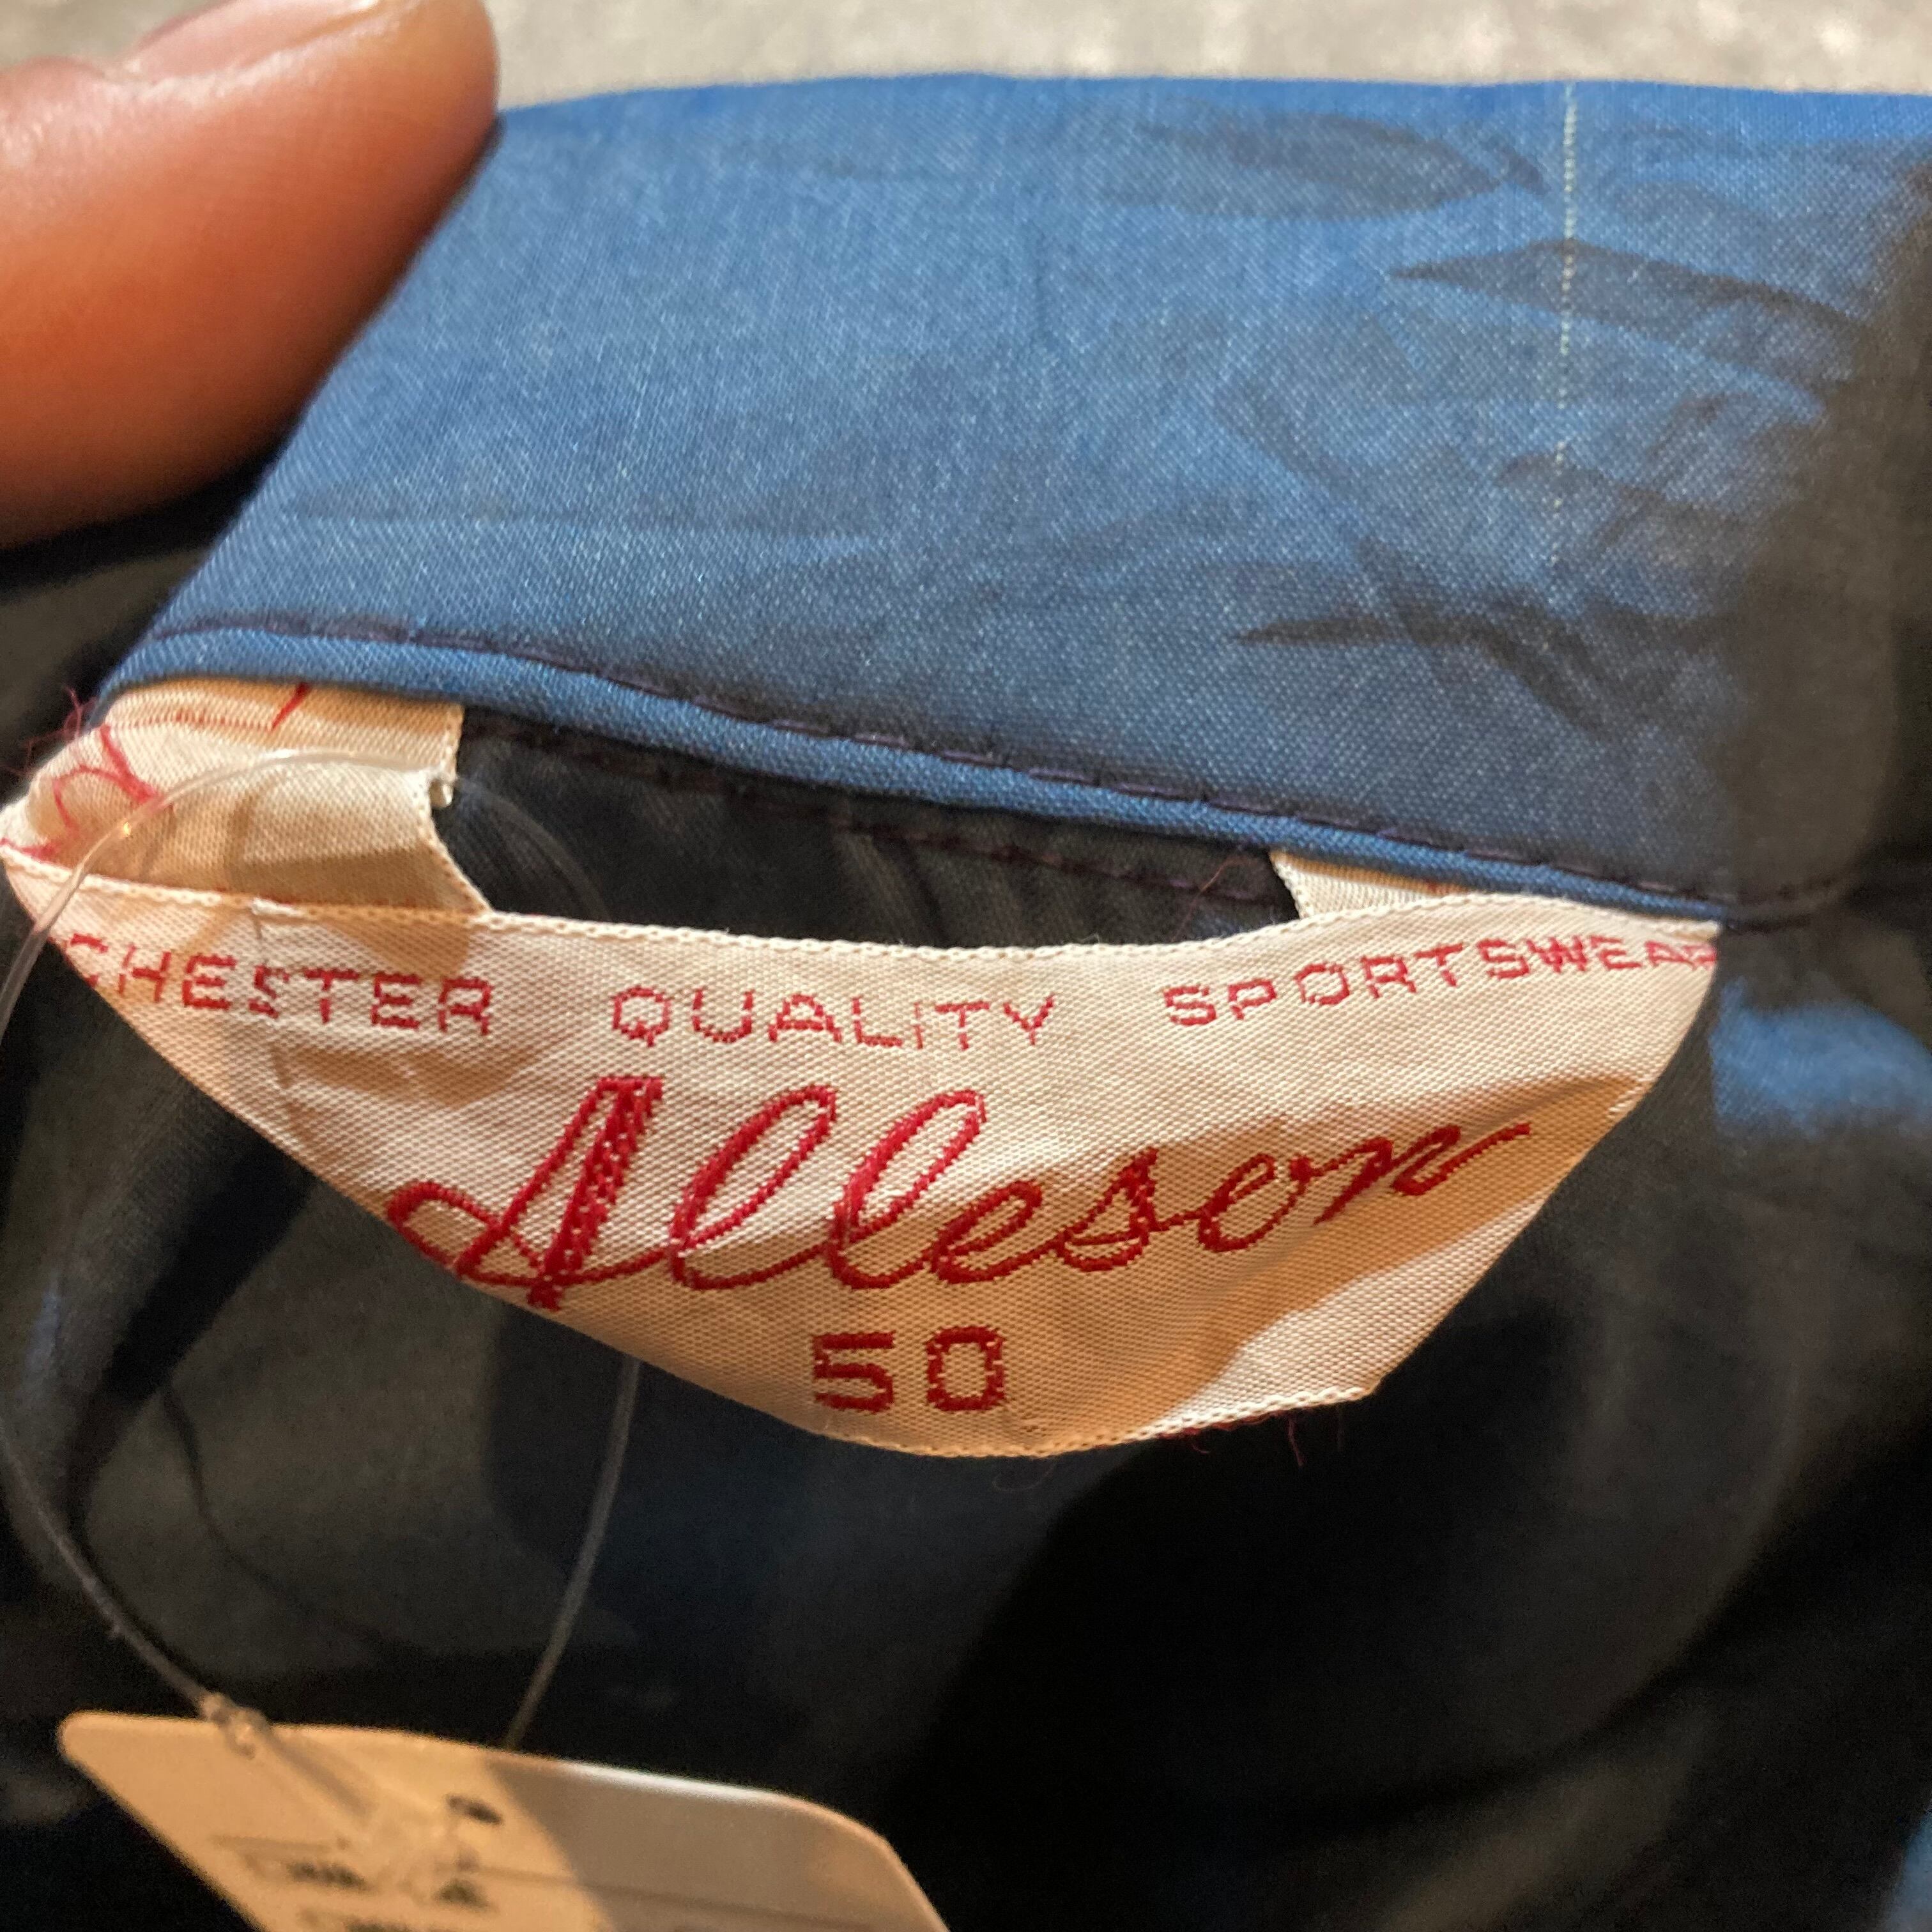 CHESTER QUALITY SPORTSWEAR
Alleson
50